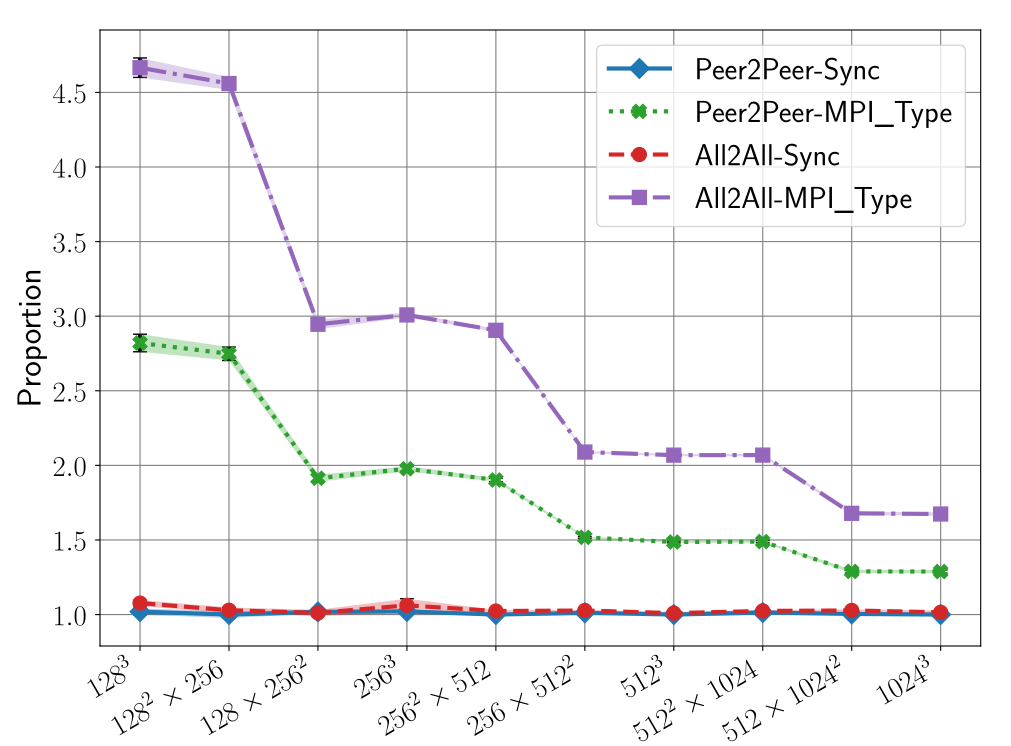 Proportion
4.5
4.0
3.5
3.0
2.5
2.0
1.5
1.0
Peer2Peer-Sync
Peer2Peer-MPI_Type
All2All-Sync
All2All-MPI_Type
128³
128² × 256
128 × 256²
256³
256² × 512
256 × 512²
512³
512² × 1024
512 × 1024²
1024³